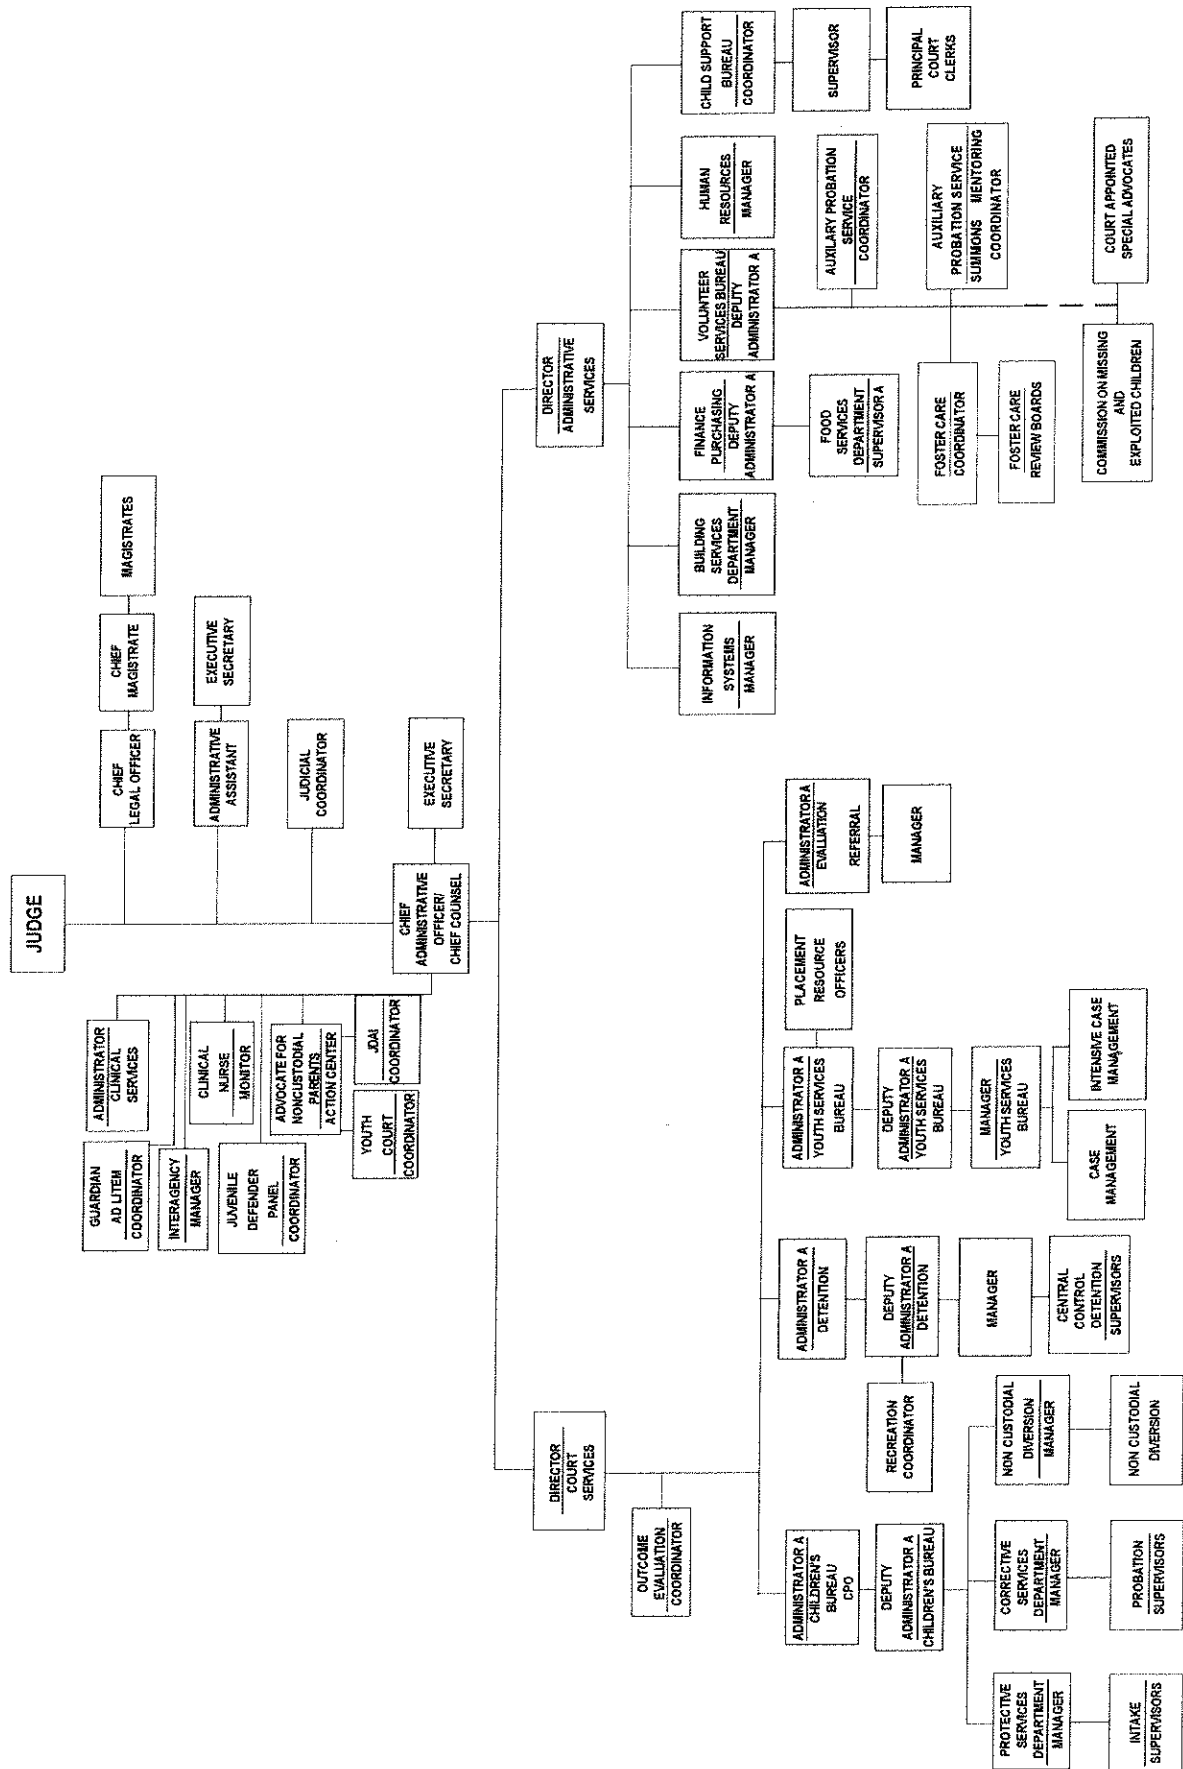 JUDGE
CHIEF
LEGAL OFFICER
CHIEF
MAGISTRATE
MAGISTRATES
ADMINISTRATIVE
ASSISTANT
EXECUTIVE
SECRETARY
JUDICIAL
COORDINATOR
CHIEF
ADMINISTRATIVE
OFFICER/
CHIEF COUNSEL
EXECUTIVE
SECRETARY
ADMINISTRATOR
CLINICAL
SERVICES
GUARDIAN
AD LITEM
COORDINATOR
INTERAGENCY
MANAGER
CLINICAL
NURSE
MONITOR
JUVENILE
DEFENDER
PANEL
COORDINATOR
ADVOCATE FOR
NONCUSTODIAL
PARENTS
ACTION CENTER
YOUTH
COURT
COORDINATOR
JDAI
COORDINATOR
DIRECTOR
COURT
SERVICES
DIRECTOR
ADMINISTRATIVE
SERVICES
OUTCOME
EVALUATION
COORDINATOR
ADMINISTRATOR A
CHILDREN'S
BUREAU
CPO
DEPUTY
ADMINISTRATOR A
CHILDREN'S BUREAU
PROTECTIVE
SERVICES
DEPARTMENT
MANAGER
INTAKE
SUPERVISORS
CORRECTIVE
SERVICES
DEPARTMENT
MANAGER
PROBATION
SUPERVISORS
NON CUSTODIAL
DIVERSION
MANAGER
NON CUSTODIAL
DIVERSION
ADMINISTRATOR A
DETENTION
DEPUTY
ADMINISTRATOR A
DETENTION
RECREATION
COORDINATOR
MANAGER
CENTRAL
CONTROL
DETENTION
SUPERVISORS
ADMINISTRATOR A
YOUTH SERVICES
BUREAU
PLACEMENT
RESOURCE
OFFICERS
DEPUTY
ADMINISTRATOR A
YOUTH SERVICES
BUREAU
MANAGER
YOUTH SERVICES
BUREAU
CASE
MANAGEMENT
INTENSIVE CASE
MANAGEMENT
ADMINISTRATOR A
EVALUATION
REFERRAL
MANAGER
INFORMATION
SYSTEMS
MANAGER
BUILDING
SERVICES
DEPARTMENT
MANAGER
FINANCE
PURCHASING
DEPUTY
ADMINISTRATOR A
FOOD
SERVICES
DEPARTMENT
SUPERVISOR A
VOLUNTEER
SERVICES BUREAU
DEPUTY
ADMINISTRATOR A
AUXILARY PROBATION
SERVICE
COORDINATOR
AUXILIARY
PROBATION SERVICE
SUMMONS MENTORING
COORDINATOR
FOSTER CARE
COORDINATOR
FOSTER CARE
REVIEW BOARDS
COMMISSION ON MISSING
AND
EXPLOITED CHILDREN
COURT APPOINTED
SPECIAL ADVOCATES
HUMAN
RESOURCES
MANAGER
CHILD SUPPORT
BUREAU
COORDINATOR
SUPERVISOR
PRINCIPAL
COURT
CLERKS